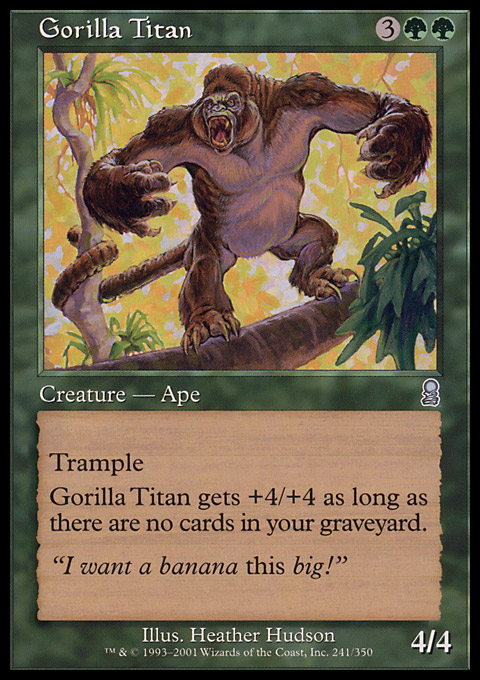 Gorilla Titan 3
Creature — Ape
Trample
Gorilla Titan gets +4/+4 as long as
there are no cards in your graveyard.
“I want a banana this big!”
Illus. Heather Hudson
™ & © 1993–2001 Wizards of the Coast, Inc. 241/350
4/4